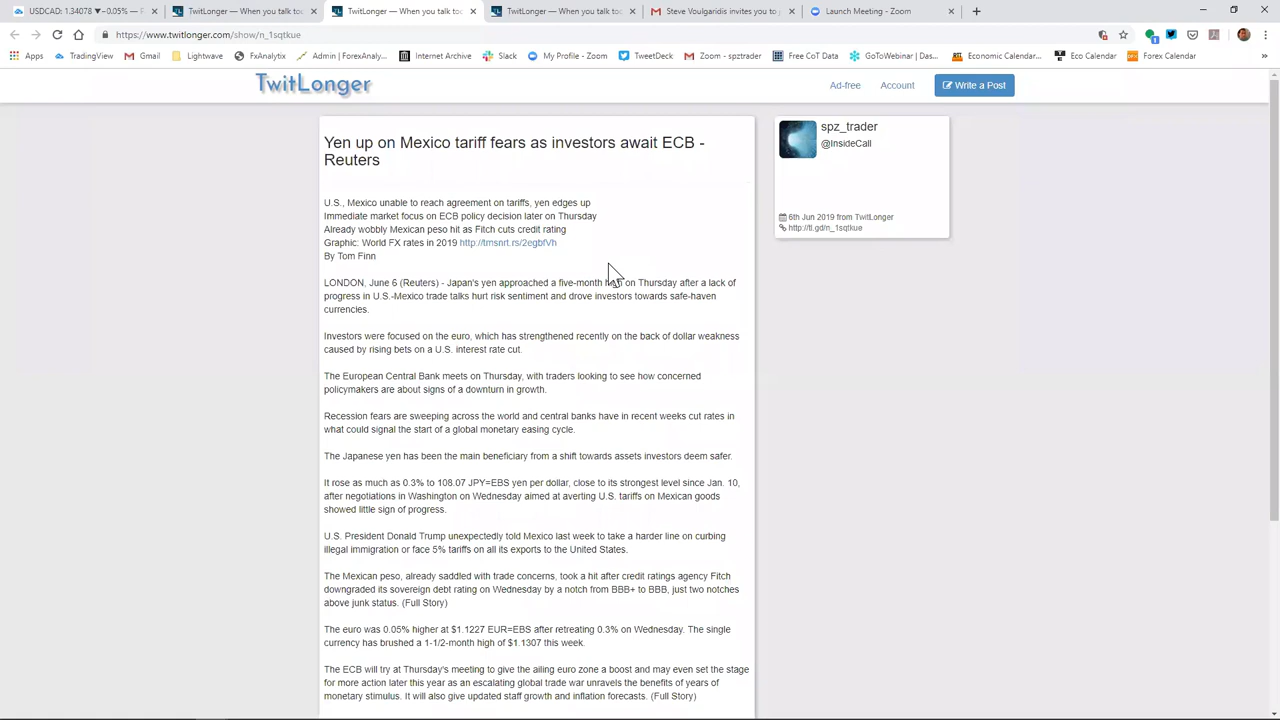 USDCAD: 1.34078 ▼−0.05% — F
TwitLonger — When you talk too
TwitLonger — When you talk too
TwitLonger — When you talk too
Steve Voulgaridis invites you to j
Launch Meeting - Zoom
https://www.twitlonger.com/show/n_1sqtkue
Apps
TradingView
Gmail
Lightwave
FxAnalytix
Admin | ForexAnaly...
Internet Archive
Slack
My Profile - Zoom
TweetDeck
Zoom - spztrader
Free CoT Data
GoToWebinar | Das...
Economic Calendar...
Eco Calendar
Forex Calendar
»
TwitLonger
Ad-free
Account
Write a Post
Yen up on Mexico tariff fears as investors await ECB -
Reuters
U.S., Mexico unable to reach agreement on tariffs, yen edges up
Immediate market focus on ECB policy decision later on Thursday
Already wobbly Mexican peso hit as Fitch cuts credit rating
Graphic: World FX rates in 2019 http://tmsnrt.rs/2egbfVh
By Tom Finn
LONDON, June 6 (Reuters) - Japan's yen approached a five-month on Thursday after a lack of
progress in U.S.-Mexico trade talks hurt risk sentiment and drove investors towards safe-haven
currencies.
Investors were focused on the euro, which has strengthened recently on the back of dollar weakness
caused by rising bets on a U.S. interest rate cut.
The European Central Bank meets on Thursday, with traders looking to see how concerned
policymakers are about signs of a downturn in growth.
Recession fears are sweeping across the world and central banks have in recent weeks cut rates in
what could signal the start of a global monetary easing cycle.
The Japanese yen has been the main beneficiary from a shift towards assets investors deem safer.
It rose as much as 0.3% to 108.07 JPY=EBS yen per dollar, close to its strongest level since Jan. 10,
after negotiations in Washington on Wednesday aimed at averting U.S. tariffs on Mexican goods
showed little sign of progress.
U.S. President Donald Trump unexpectedly told Mexico last week to take a harder line on curbing
illegal immigration or face 5% tariffs on all its exports to the United States.
The Mexican peso, already saddled with trade concerns, took a hit after credit ratings agency Fitch
downgraded its sovereign debt rating on Wednesday by a notch from BBB+ to BBB, just two notches
above junk status. (Full Story)
The euro was 0.05% higher at $1.1227 EUR=EBS after retreating 0.3% on Wednesday. The single
currency has brushed a 1-1/2-month high of $1.1307 this week.
The ECB will try at Thursday's meeting to give the ailing euro zone a boost and may even set the stage
for more action later this year as an escalating global trade war unravels the benefits of years of
monetary stimulus. It will also give updated staff growth and inflation forecasts. (Full Story)
spz_trader
@InsideCall
6th Jun 2019 from TwitLonger
http://tl.gd/n_1sqtkue